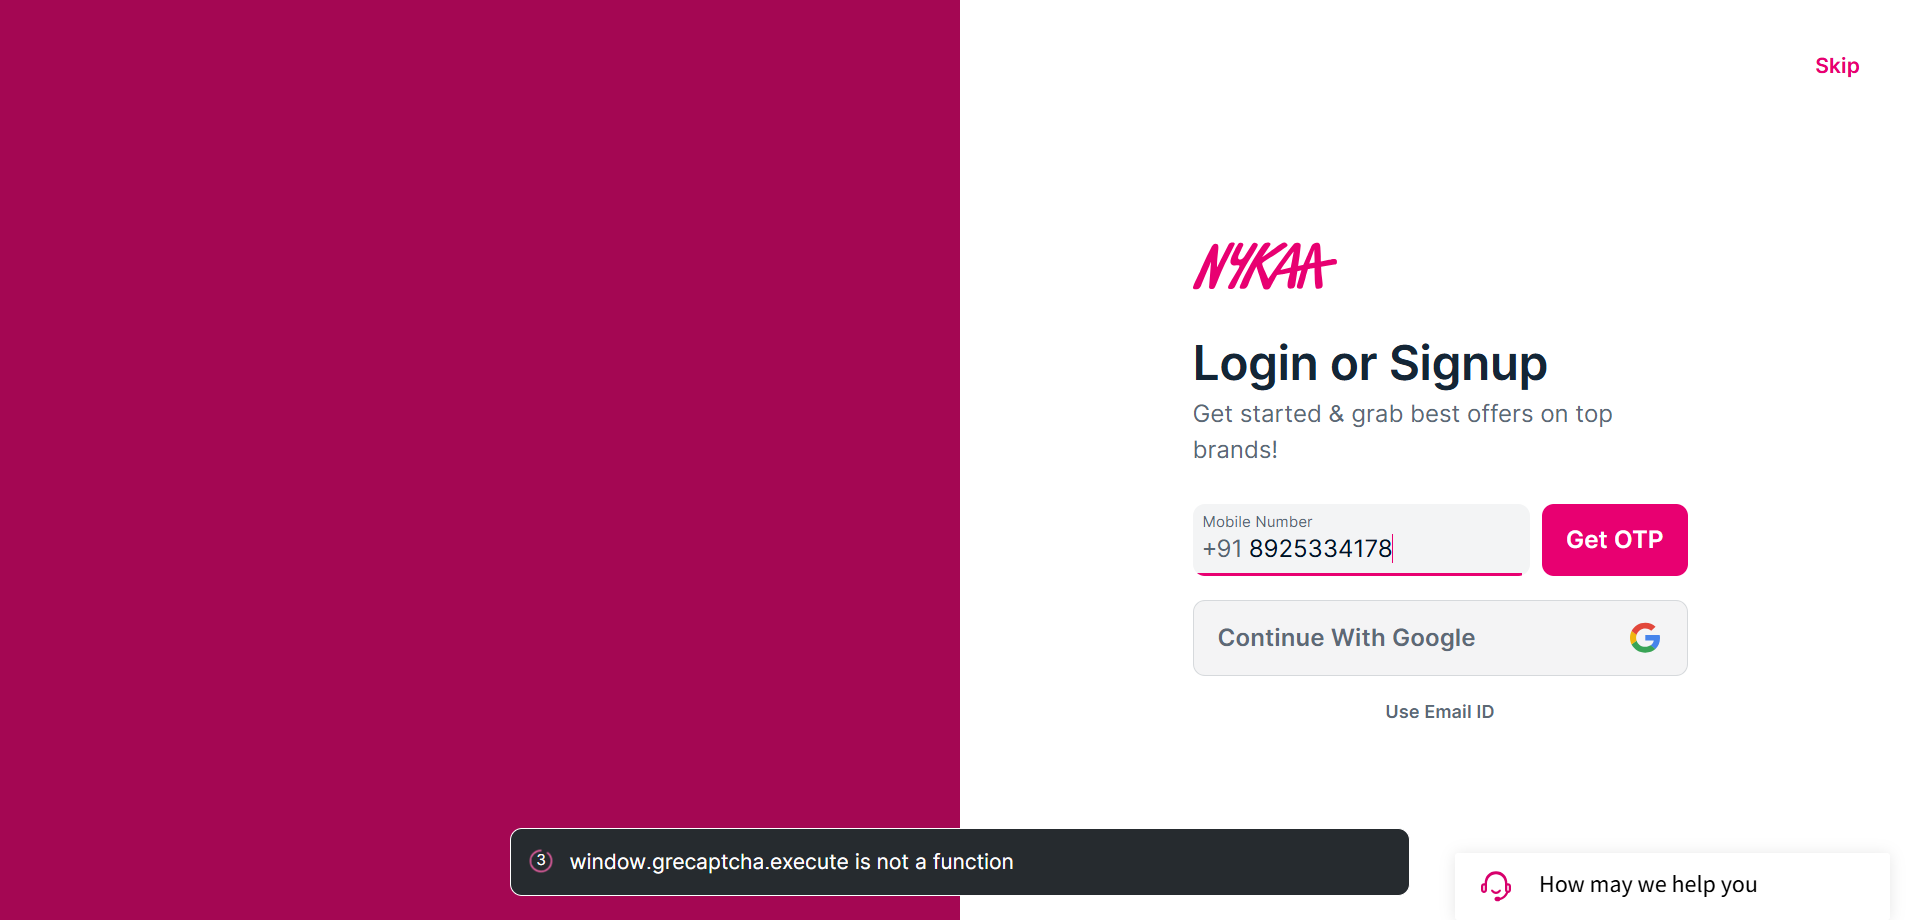 Skip
NYKAA
Login or Signup
Get started & grab best offers on top
brands!
Mobile Number
+91 8925334178
Get OTP
Continue With Google
Use Email ID
3 window.grecaptcha.execute is not a function
How may we help you